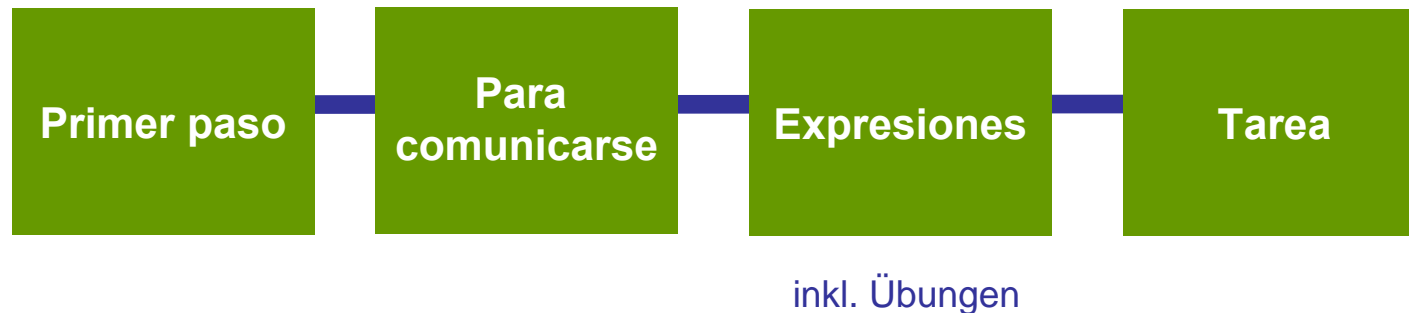 Primer paso
Para
comunicarse
Expresiones
Tarea
inkl. Übungen